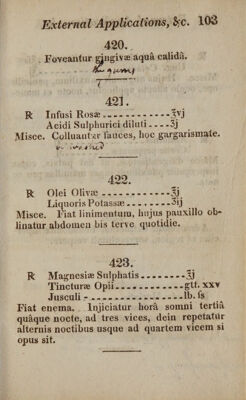 External Applications, &c. 103
420.
Foveantur gingivæ aquâ calidâ.
gums
421.
℞ Infusi Rosæ - - - - - - - - - - ℥vj
Acidi Sulphurici diluti - - - - ʒj
Misce. Colluantur fauces, hoc gargarismate.
washed
422.
℞ Olei Olivæ - - - - - - - - - - ℥j
Liquoris Potassæ - - - - - - - ʒij
Misce. Fiat linimentum, hujus pauxillo ob-
linatur abdomen bis terve quotidie.
423.
℞ Magnesiæ Sulphatis - - - - - - - - ℥j
Tincturæ Opii - - - - - - - - - - gtt. xxv
Jusculi - - - - - - - - - - - - - - lb. fs
Fiat enema. Injiciatur horâ somni tertiâ
quâque nocte, ad tres vices, dein repetatur
alternis noctibus usque ad quartem vicem si
opus sit.